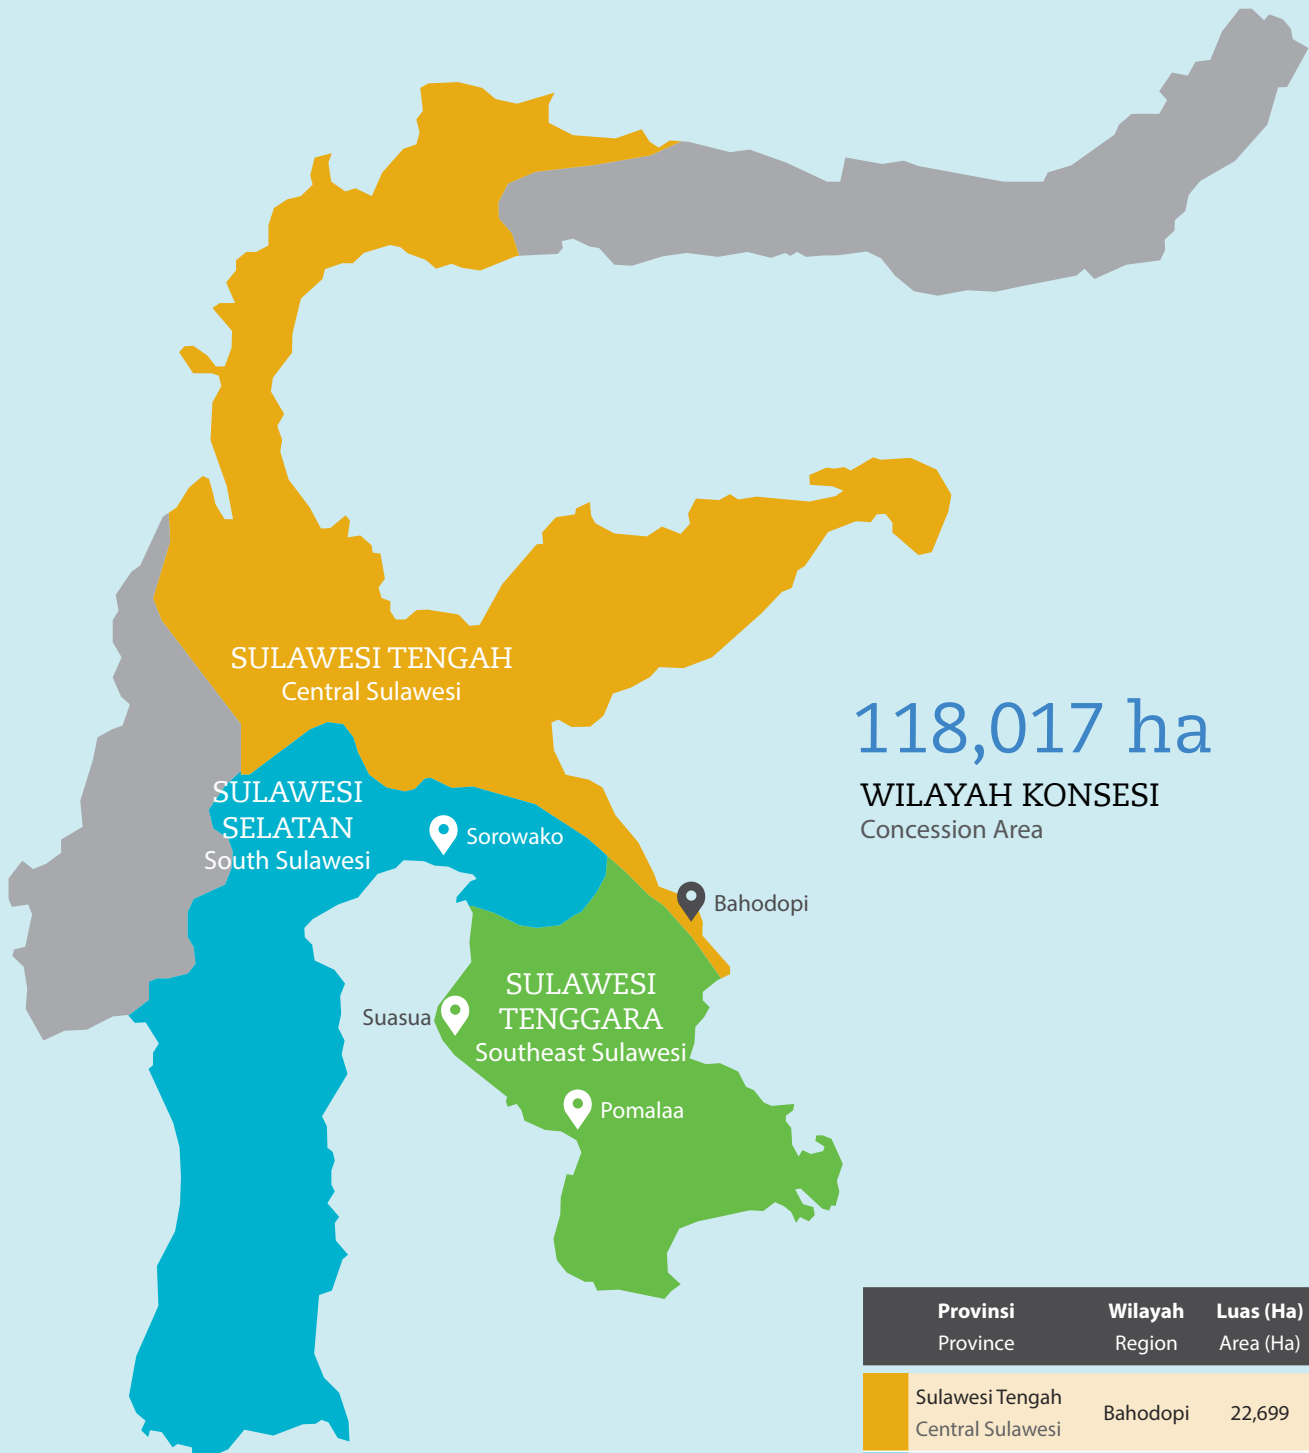 SULAWESI TENGAH
Central Sulawesi
118,017 ha
WILAYAH KONSESI
Concession Area
SULAWESI
SELATAN
South Sulawesi
Sorowako
Bahodopi
SULAWESI
TENGGARA
Southeast Sulawesi
Suasua
Pomalaa
Provinsi Wilayah Luas (Ha)
Province Region Area (Ha)
Sulawesi Tengah
Central Sulawesi
Bahodopi 22,699